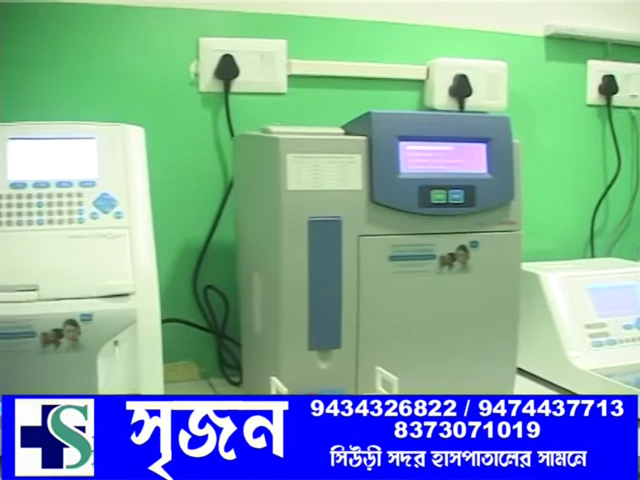 S
সৃজন
9434326822 / 9474437713
8373071019
সিউড়ী সদর হাসপাতালের সামনে